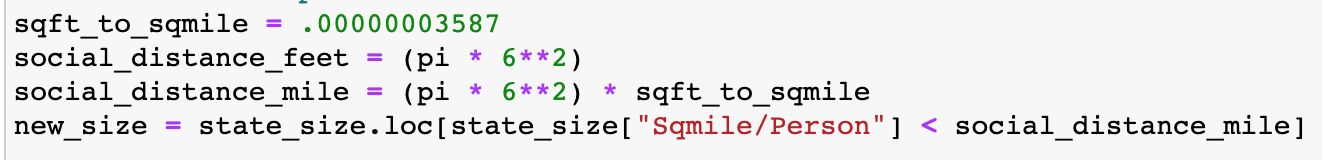 sqft_to_sqmile = .00000003587
social_distance_feet = (pi * 6**2)
social_distance_mile = (pi * 6**2) * sqft_to_sqmile
new_size = state_size.loc[state_size["Sqmile/Person"] < social_distance_mile]